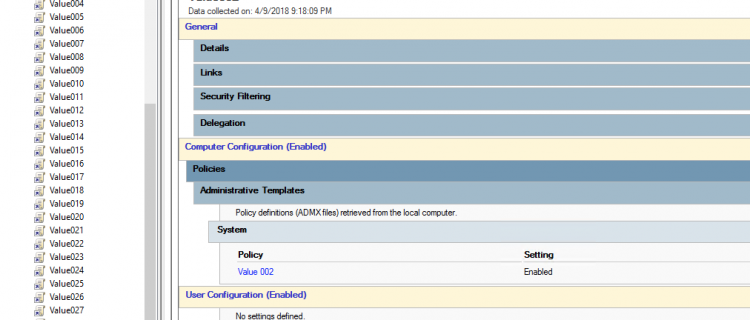 Value004
Value005
Value006
Value007
Value008
Value009
Value010
Value011
Value012
Value013
Value014
Value015
Value016
Value017
Value018
Value019
Value020
Value021
Value022
Value023
Value024
Value025
Value026
Value027
Data collected on: 4/9/2018 9:18:09 PM
General
Details
Links
Security Filtering
Delegation
Computer Configuration (Enabled)
Policies
Administrative Templates
Policy definitions (ADMX files) retrieved from the local computer.
System
Policy Setting
Value 002 Enabled
User Configuration (Enabled)
No settings defined.